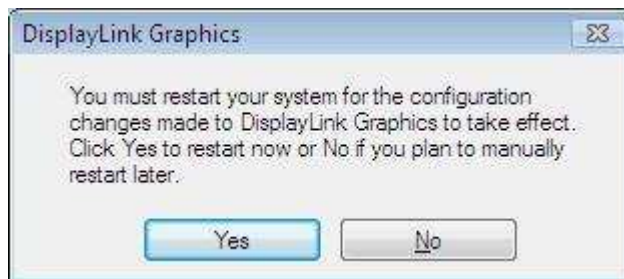 DisplayLink Graphics
You must restart your system for the configuration
changes made to DisplayLink Graphics to take effect.
Click Yes to restart now or No if you plan to manually
restart later.
Yes
No